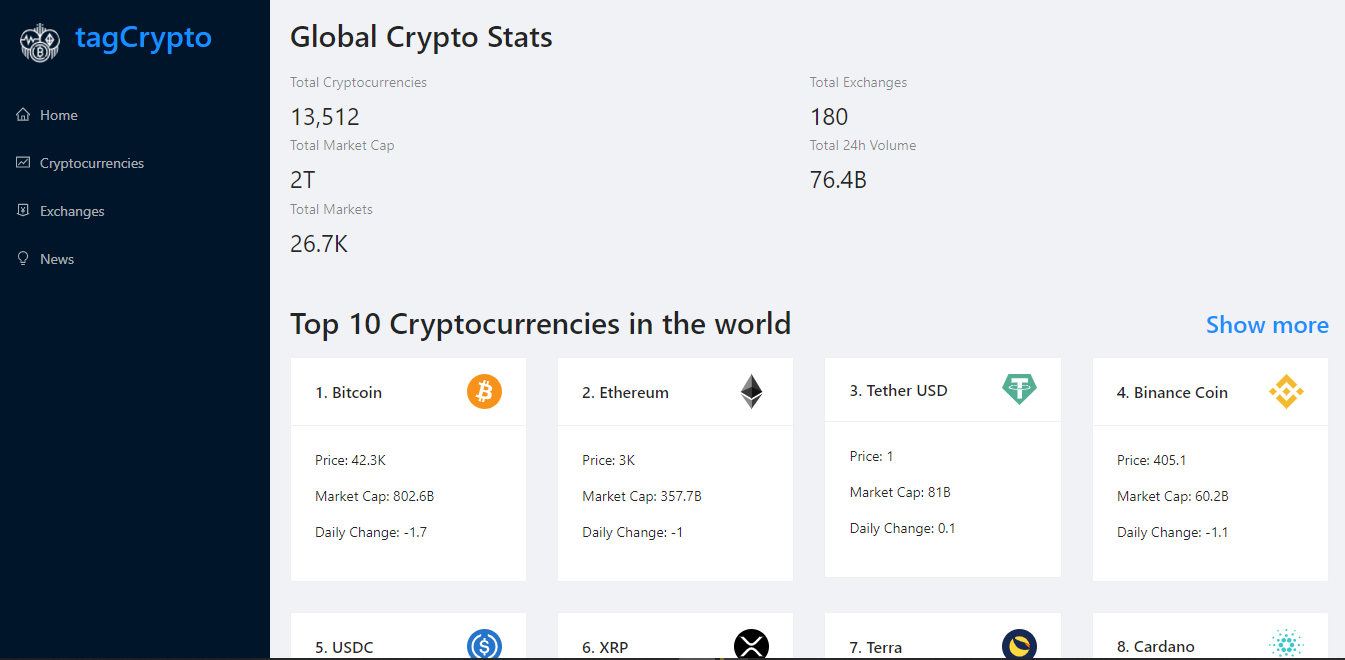 tagCrypto
Home
Cryptocurrencies
Exchanges
News
Global Crypto Stats
Total Cryptocurrencies
13,512
Total Exchanges
180
Total Market Cap
2T
Total 24h Volume
76.4B
Total Markets
26.7K
Top 10 Cryptocurrencies in the world
Show more
1. Bitcoin
Price: 42.3K
Market Cap: 802.6B
Daily Change: -1.7
2. Ethereum
Price: 3K
Market Cap: 357.7B
Daily Change: -1
3. Tether USD
Price: 1
Market Cap: 81B
Daily Change: 0.1
4. Binance Coin
Price: 405.1
Market Cap: 60.2B
Daily Change: -1.1
5. USDC
6. XRP
7. Terra
8. Cardano